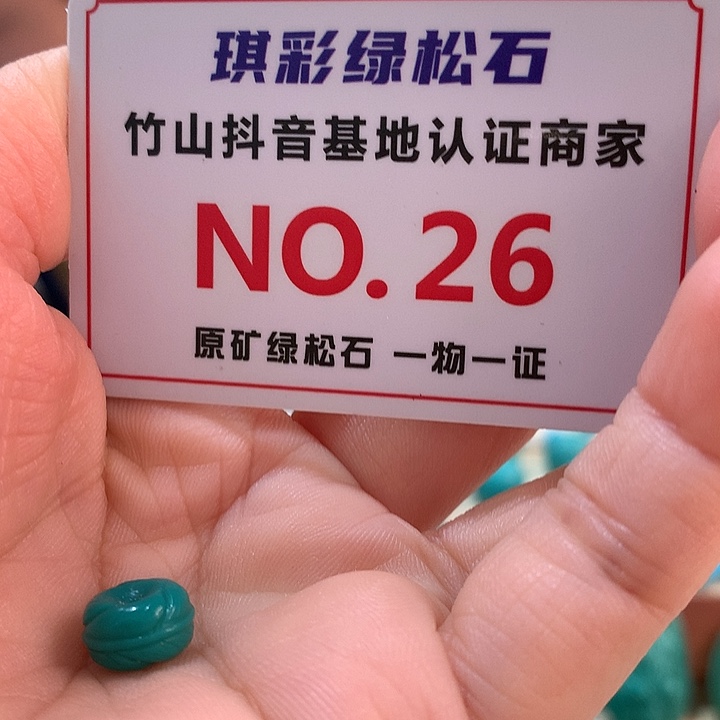 琪彩绿松石
竹山抖音基地认证商家
NO. 26
原矿绿松石 一物一证